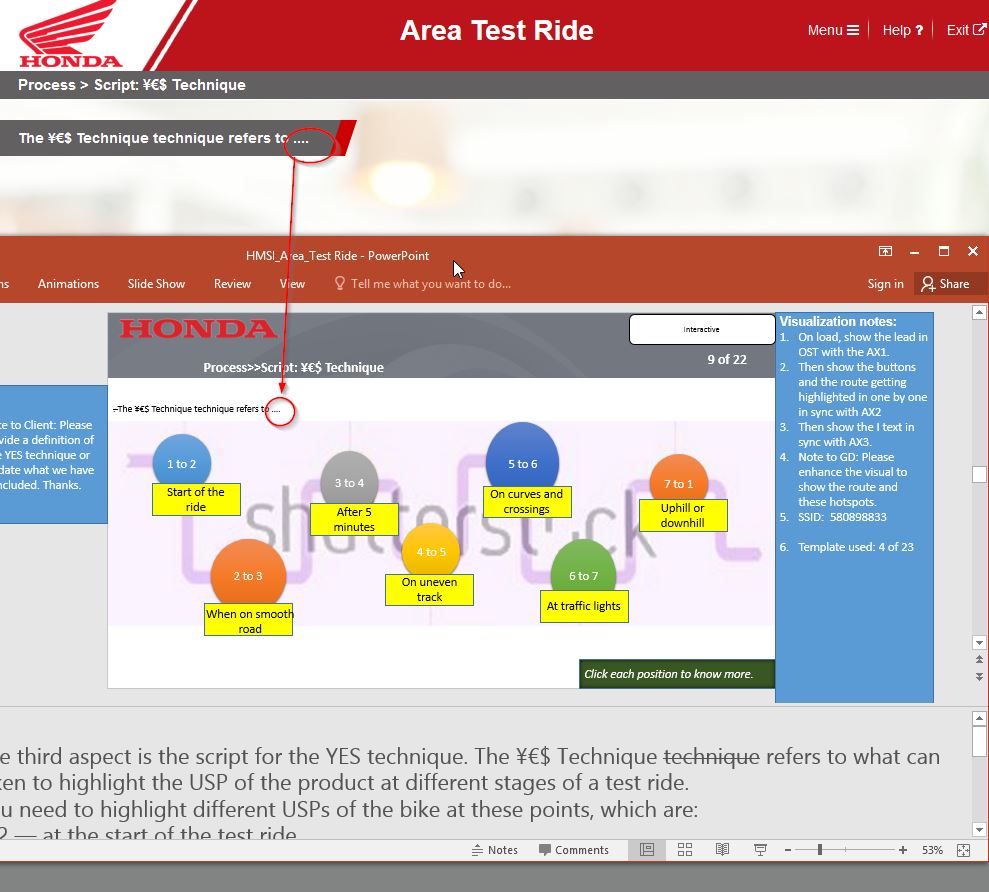 HONDA
Area Test Ride
Menu
Help ?
Exit
Process > Script: ¥€$ Technique
The ¥€$ Technique technique refers to ....
HMSI_Area_Test Ride - PowerPoint
ns Animations Slide Show Review View Tell me what you want to do...
Sign in Share
HONDA
Interactive
9 of 22
Process>>Script: ¥€$ Technique
The ¥€$ Technique technique refers to ....
te to Client: Please
vide a definition of
e YES technique or
date what we have
ncluded. Thanks.
1 to 2
Start of the
ride
3 to 4
After 5
minutes
5 to 6
On curves and
crossings
7 to 1
Uphill or
downhill
shutterstock
2 to 3
When on smooth
road
4 to 5
On uneven
track
6 to 7
At traffic lights
Click each position to know more.
Visualization notes:
1. On load, show the lead in
OST with the AX1.
2. Then show the buttons
and the route getting
highlighted in one by one
in sync with AX2
3. Then show the I text in
sync with AX3.
4. Note to GD: Please
enhance the visual to
show the route and
these hotspots.
5. SSID: 580898833
6. Template used: 4 of 23
e third aspect is the script for the YES technique. The ¥€$ Technique technique refers to what can
ken to highlight the USP of the product at different stages of a test ride.
u need to highlight different USPs of the bike at these points, which are:
2 — at the start of the test ride
Notes Comments 53%